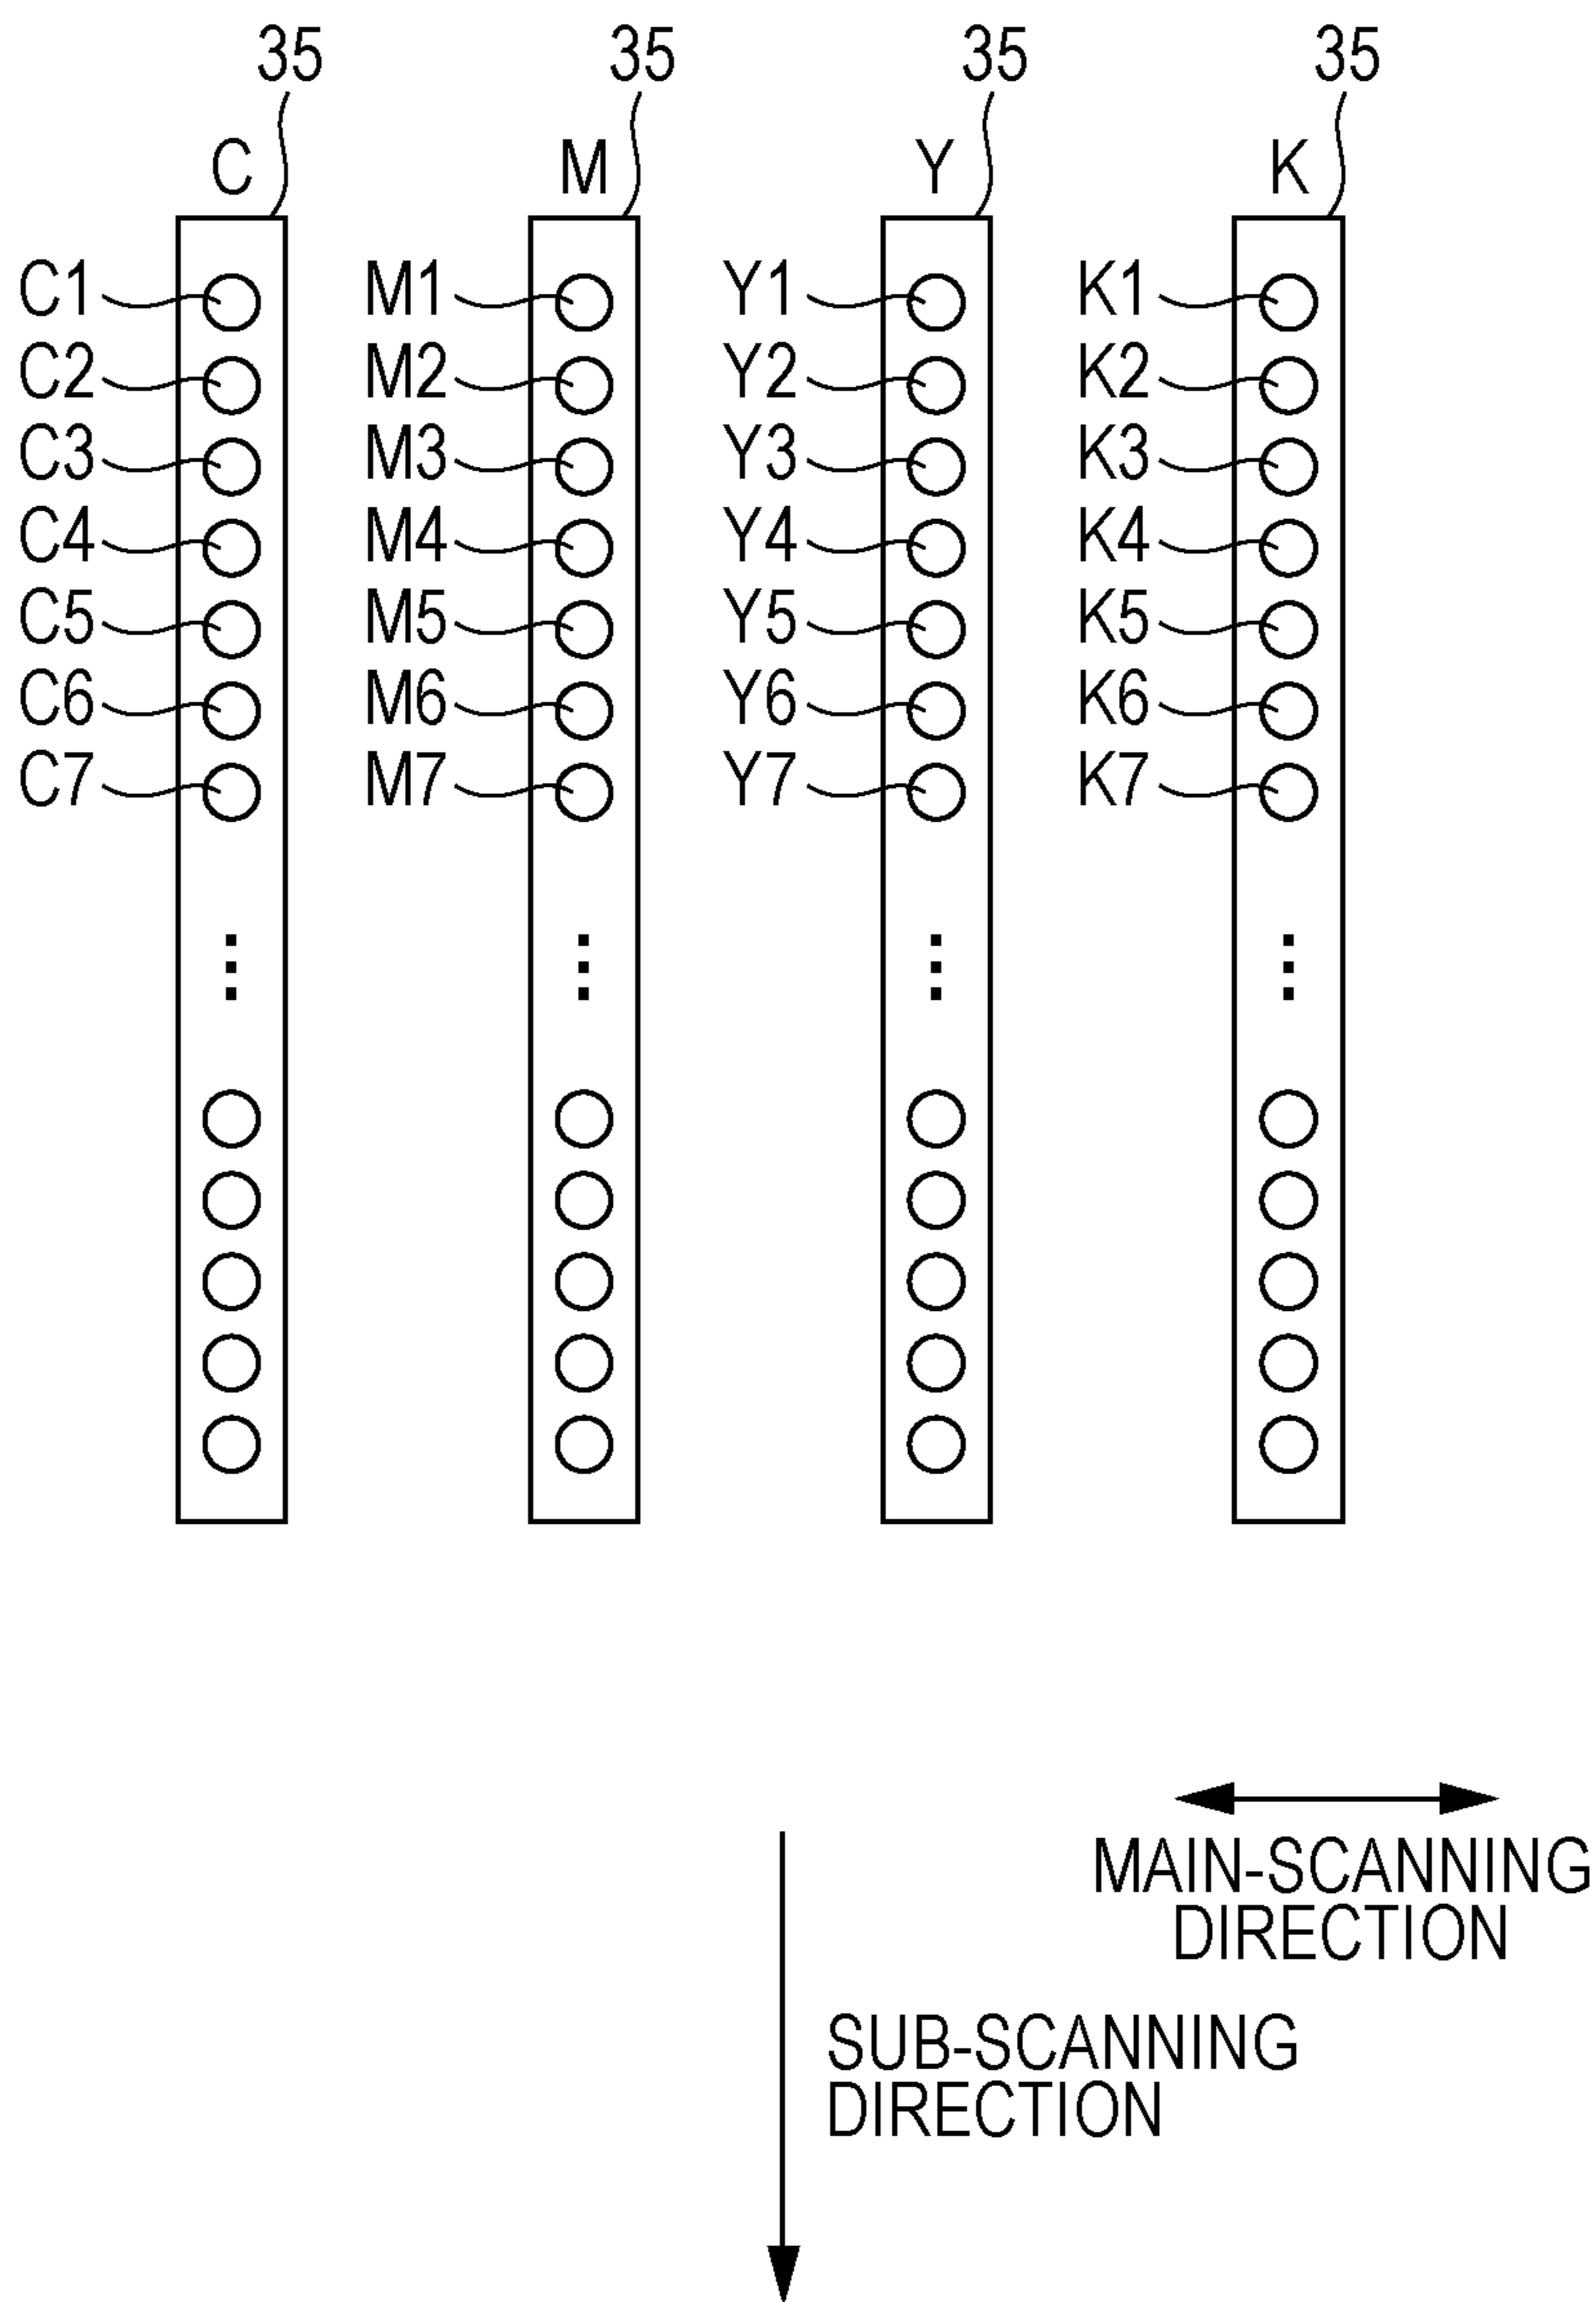 35 35 35 35
C M Y K
C1 M1 Y1 K1
C2 M2 Y2 K2
C3 M3 Y3 K3
C4 M4 Y4 K4
C5 M5 Y5 K5
C6 M6 Y6 K6
C7 M7 Y7 K7
MAIN-SCANNING
DIRECTION
SUB-SCANNING
DIRECTION